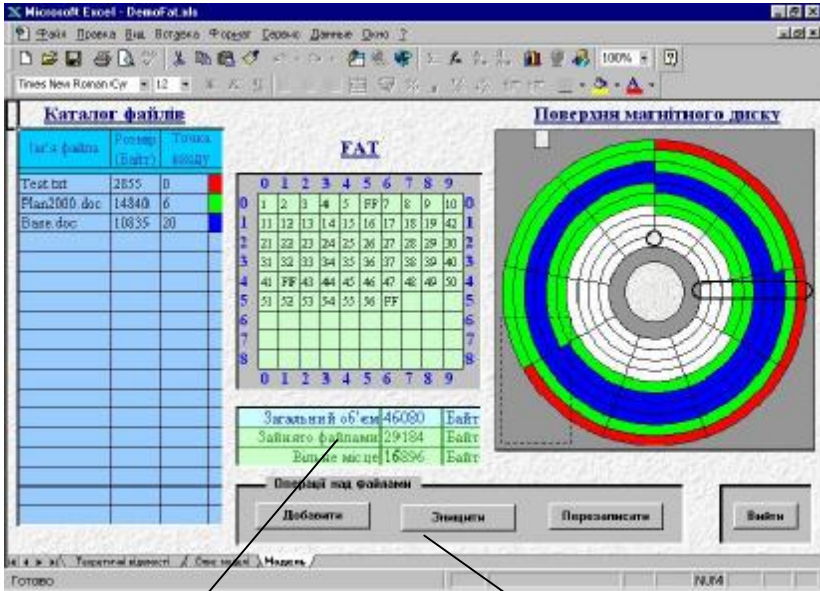 Microsoft Excel - DemoFat.xls
Файл Правка Вид Вставка Формат Сервис Данные Окно ?
100%
Times New Roman Cyr 12
Каталог файлів
Ім'я файла Розмір (Байт) Точка входу
Test.txt 2855 0
Plan2000.doc 14840 6
Base.doc 10835 20
FAT
0 1 2 3 4 5 6 7 8 9
0 1 2 3 4 5 FF 7 8 9 10 0
1 11 12 13 14 15 16 17 18 19 42 1
2 21 22 23 24 25 26 27 28 29 30 2
3 31 32 33 34 35 36 37 38 39 40 3
4 41 FF 43 44 45 46 47 48 49 50 4
5 51 52 53 54 55 56 FF 5
6 6
7 7
8 8
0 1 2 3 4 5 6 7 8 9
Загальний об'єм 46080 Байт
Зайнято файлами 29184 Байт
Вільне місце 16896 Байт
Поверхня магнітного диску
Операції над файлами
Добавити Знищити Перезаписати Вийти
Теоретичні відомості Опис моделі Модель
Готово NUM